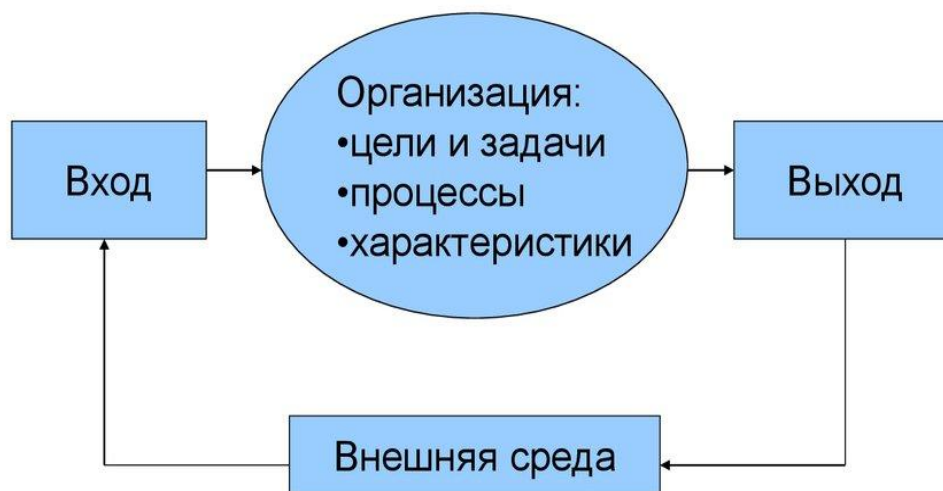 Вход
Организация:
•цели и задачи
•процессы
•характеристики
Выход
Внешняя среда